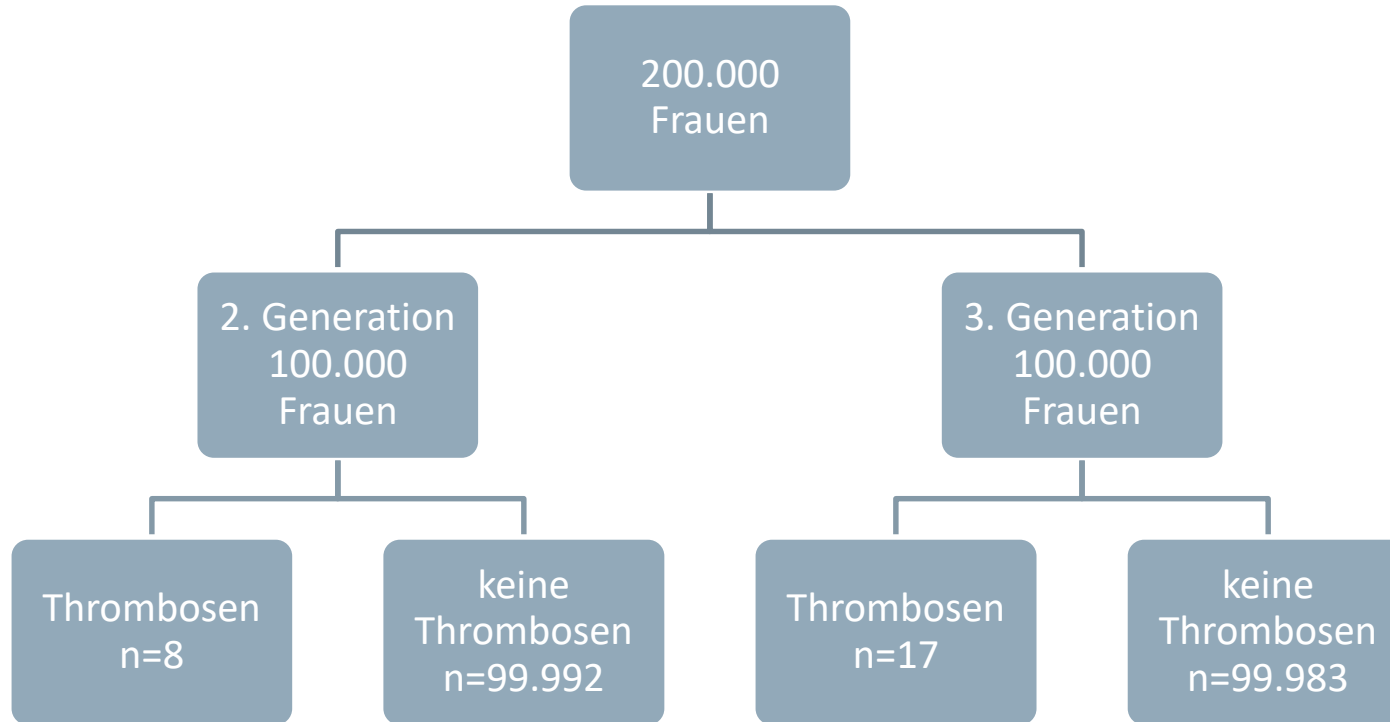 200.000
Frauen
2. Generation
100.000
Frauen
3. Generation
100.000
Frauen
Thrombosen
n=8
keine
Thrombosen
n=99.992
Thrombosen
n=17
keine
Thrombosen
n=99.983